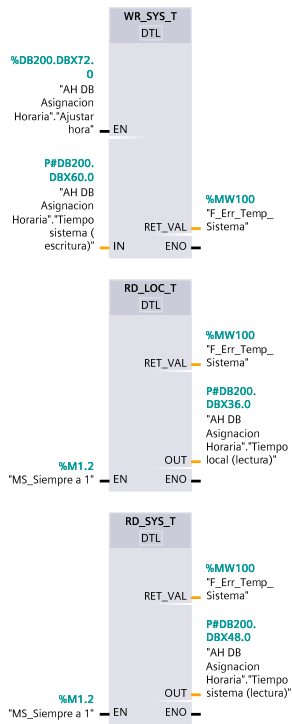 WR_SYS_T
DTL
%DB200.DBX72.
0
"AH DB
Asignacion
Horaria"."Ajustar
hora"
EN
P#DB200.
DBX60.0
"AH DB
Asignacion
Horaria"."Tiempo
sistema (
escritura)"
IN
%MW100
"F_Err_Temp_
Sistema"
RET_VAL
ENO
RD_LOC_T
DTL
%MW100
"F_Err_Temp_
Sistema"
RET_VAL
P#DB200.
DBX36.0
"AH DB
Asignacion
Horaria"."Tiempo
local (lectura)"
OUT
%M1.2
"MS_Siempre a 1"
EN
ENO
RD_SYS_T
DTL
%MW100
"F_Err_Temp_
Sistema"
RET_VAL
P#DB200.
DBX48.0
"AH DB
Asignacion
Horaria"."Tiempo
sistema (lectura)"
OUT
%M1.2
"MS_Siempre a 1"
EN
ENO